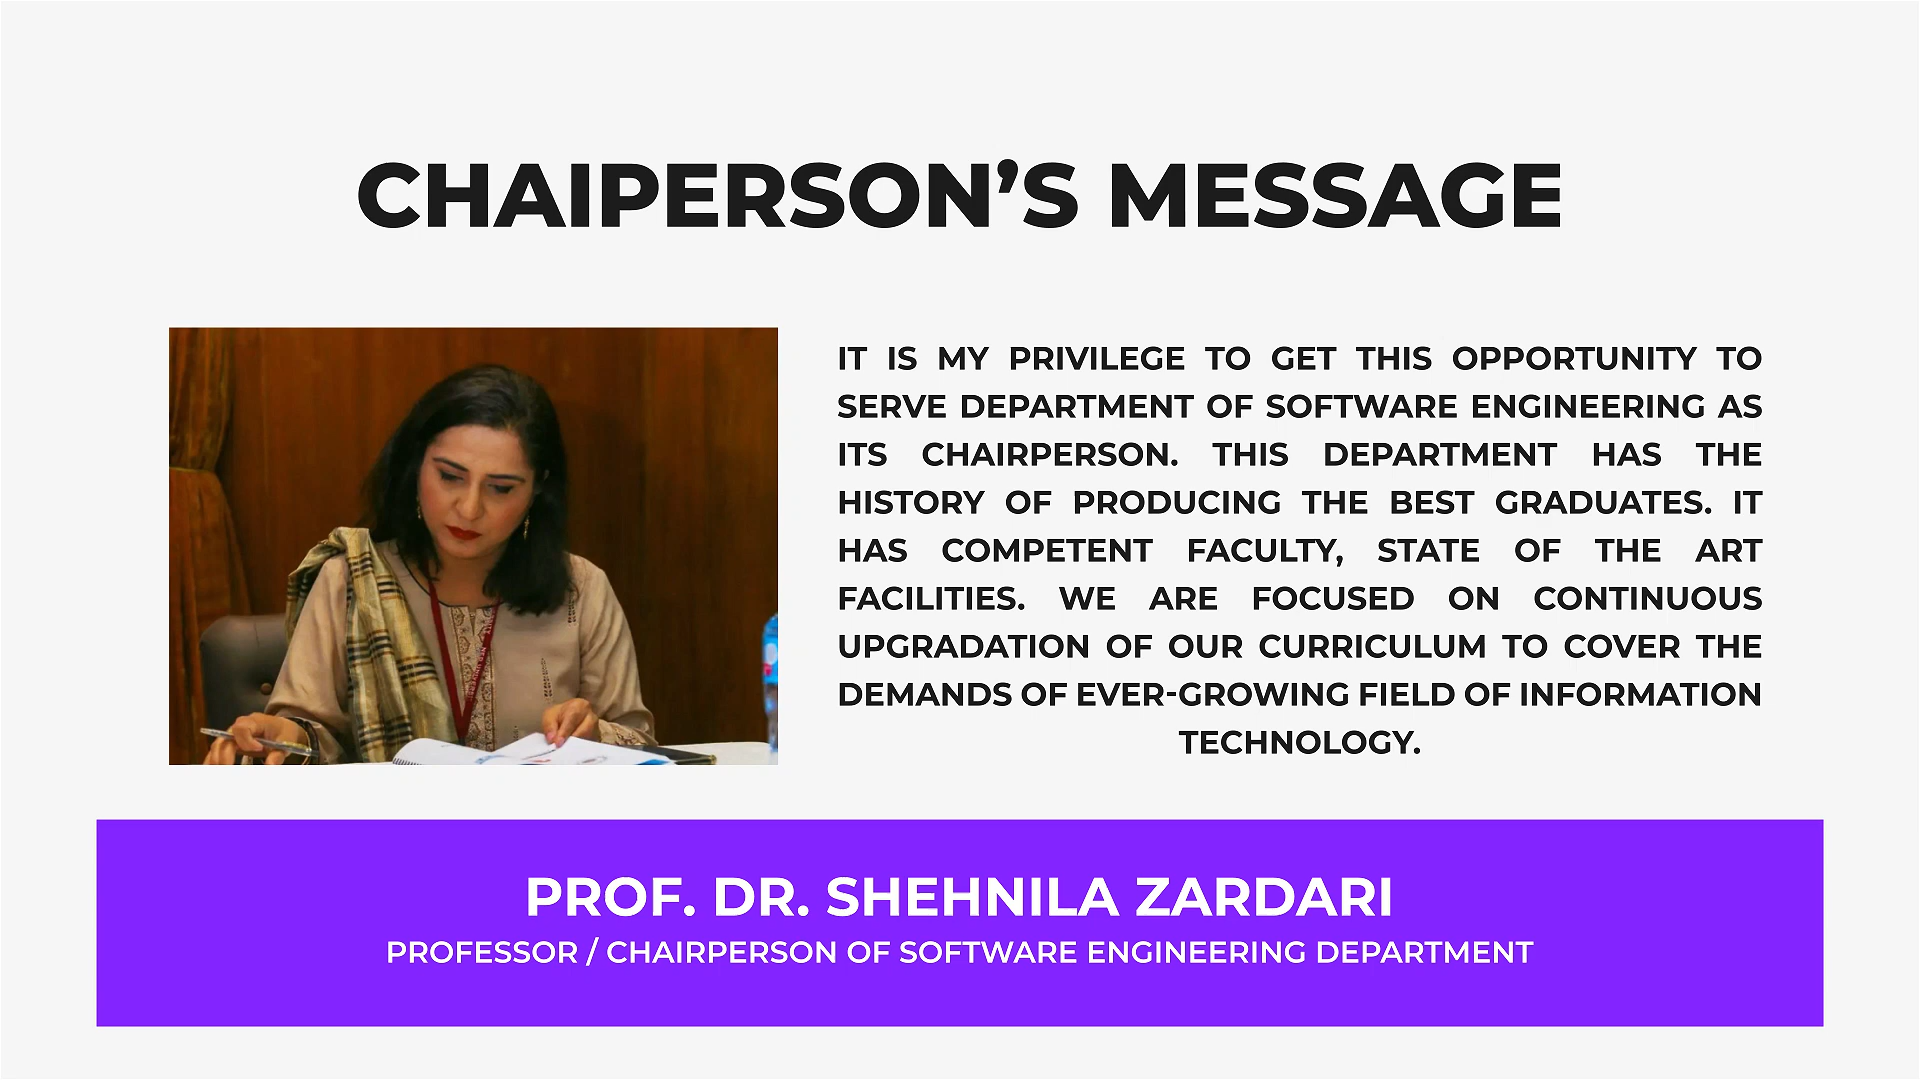 CHAIPERSON’S MESSAGE
IT IS MY PRIVILEGE TO GET THIS OPPORTUNITY TO
SERVE DEPARTMENT OF SOFTWARE ENGINEERING AS
ITS CHAIRPERSON. THIS DEPARTMENT HAS THE
HISTORY OF PRODUCING THE BEST GRADUATES. IT
HAS COMPETENT FACULTY, STATE OF THE ART
FACILITIES. WE ARE FOCUSED ON CONTINUOUS
UPGRADATION OF OUR CURRICULUM TO COVER THE
DEMANDS OF EVER-GROWING FIELD OF INFORMATION
TECHNOLOGY.
PROF. DR. SHEHNILA ZARDARI
PROFESSOR / CHAIRPERSON OF SOFTWARE ENGINEERING DEPARTMENT